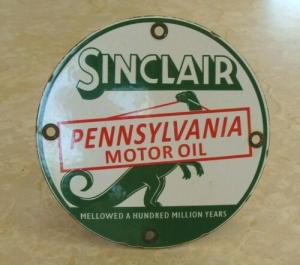 SINCLAIR
PENNSYLVANIA
MOTOR OIL
MELLOWED A HUNDRED MILLION YEARS